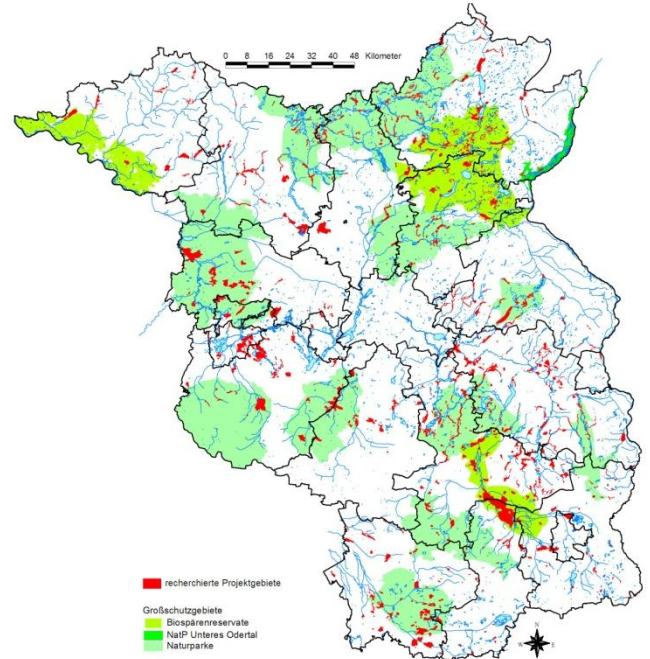 0 8 16 24 32 40 48 Kilometer
recherchierte Projektgebiete
Großschutzgebiete
Biospärenreservate
NatP Unteres Odertal
Naturparke
N
W E
S